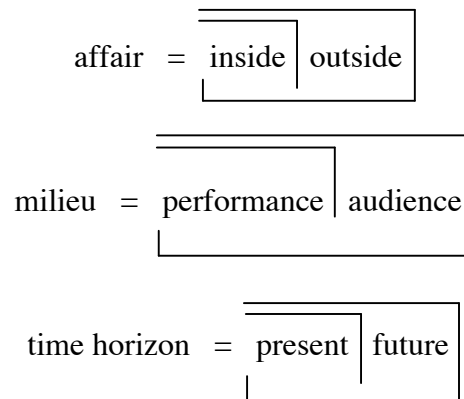 affair = inside outside
milieu = performance audience
time horizon = present future